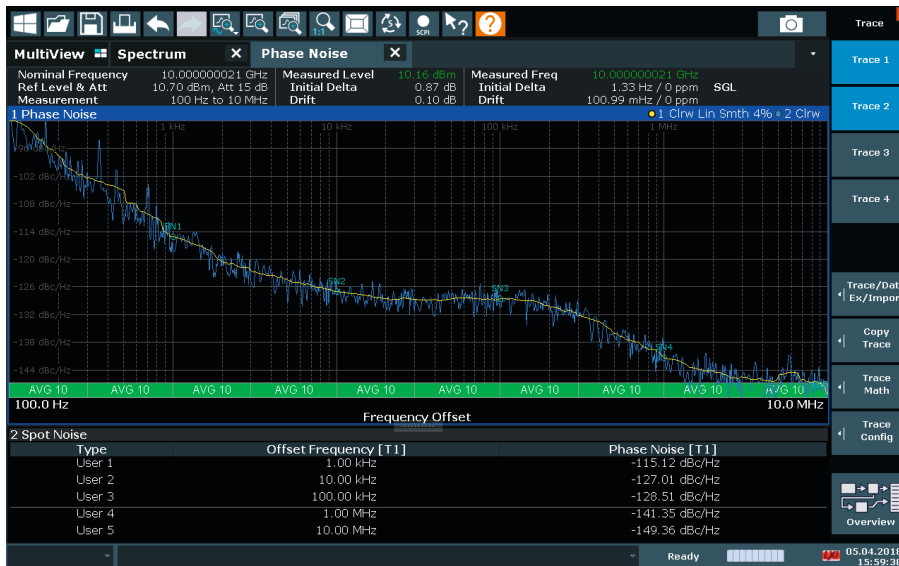 1:1
SCPI
?
?
Trace
MultiView Spectrum X Phase Noise X
Nominal Frequency 10.000000021 GHz Measured Level 10.16 dBm Measured Freq 10.000000021 GHz
Ref Level & Att 10.70 dBm, Att 15 dB Initial Delta 0.87 dB Initial Delta 1.33 Hz / 0 ppm SGL
Measurement 100 Hz to 10 MHz Drift 0.10 dB Drift 100.99 mHz / 0 ppm
1 Phase Noise 1 Clrw Lin Smth 4% 2 Clrw
1 kHz 10 kHz 100 kHz 1 MHz
-96 dBc/Hz
-102 dBc/Hz
-108 dBc/Hz
-114 dBc/Hz
-120 dBc/Hz
-132 dBc/Hz
-138 dBc/Hz
-144 dBc/Hz
SN1
SN2
SN3
SN4
AVG 10 AVG 10 AVG 10 AVG 10 AVG 10 AVG 10 AVG 10 AVG 10 AVG 10 AVG 10
100.0 Hz 10.0 MHz
Frequency Offset
2 Spot Noise
Type Offset Frequency [T1] Phase Noise [T1]
User 1 1.00 kHz -115.12 dBc/Hz
User 2 10.00 kHz -127.01 dBc/Hz
User 3 100.00 kHz -128.51 dBc/Hz
User 4 1.00 MHz -141.35 dBc/Hz
User 5 10.00 MHz -149.36 dBc/Hz
Trace 1
Trace 2
Trace 3
Trace 4
Trace/Dat
Ex/Impor
Copy
Trace
Trace
Math
Trace
Config
Overview
Ready
05.04.2018
15:59:38